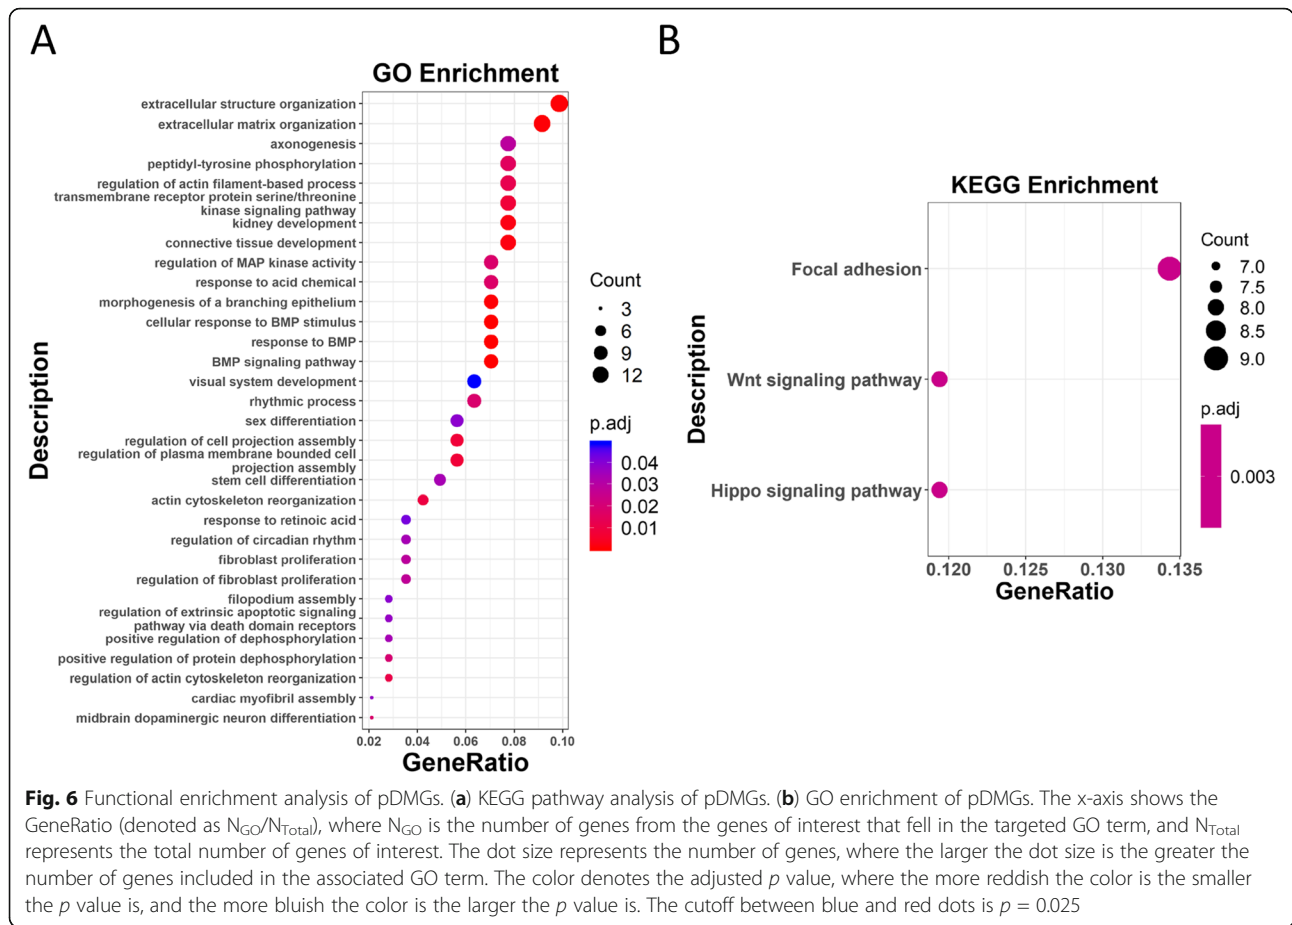 A
GO Enrichment
extracellular structure organization
extracellular matrix organization
axonogenesis
peptidyl-tyrosine phosphorylation
regulation of actin filament-based process
transmembrane receptor protein serine/threonine
kinase signaling pathway
kidney development
connective tissue development
regulation of MAP kinase activity
response to acid chemical
morphogenesis of a branching epithelium
cellular response to BMP stimulus
response to BMP
BMP signaling pathway
visual system development
rhythmic process
sex differentiation
regulation of cell projection assembly
regulation of plasma membrane bounded cell
projection assembly
stem cell differentiation
actin cytoskeleton reorganization
response to retinoic acid
regulation of circadian rhythm
fibroblast proliferation
regulation of fibroblast proliferation
filopodium assembly
regulation of extrinsic apoptotic signaling
pathway via death domain receptors
positive regulation of dephosphorylation
positive regulation of protein dephosphorylation
regulation of actin cytoskeleton reorganization
cardiac myofibril assembly
midbrain dopaminergic neuron differentiation
Description
0.02 0.04 0.06 0.08 0.10
GeneRatio
Count
3
6
9
12
p.adj
0.04
0.03
0.02
0.01
B
KEGG Enrichment
Focal adhesion
Wnt signaling pathway
Hippo signaling pathway
Description
0.120 0.125 0.130 0.135
GeneRatio
Count
7.0
7.5
8.0
8.5
9.0
p.adj
0.003
Fig. 6 Functional enrichment analysis of pDMGs. (a) KEGG pathway analysis of pDMGs. (b) GO enrichment of pDMGs. The x-axis shows the
GeneRatio (denoted as NGO/NTotal), where NGO is the number of genes from the genes of interest that fell in the targeted GO term, and NTotal
represents the total number of genes of interest. The dot size represents the number of genes, where the larger the dot size is the greater the
number of genes included in the associated GO term. The color denotes the adjusted p value, where the more reddish the color is the smaller
the p value is, and the more bluish the color is the larger the p value is. The cutoff between blue and red dots is p = 0.025